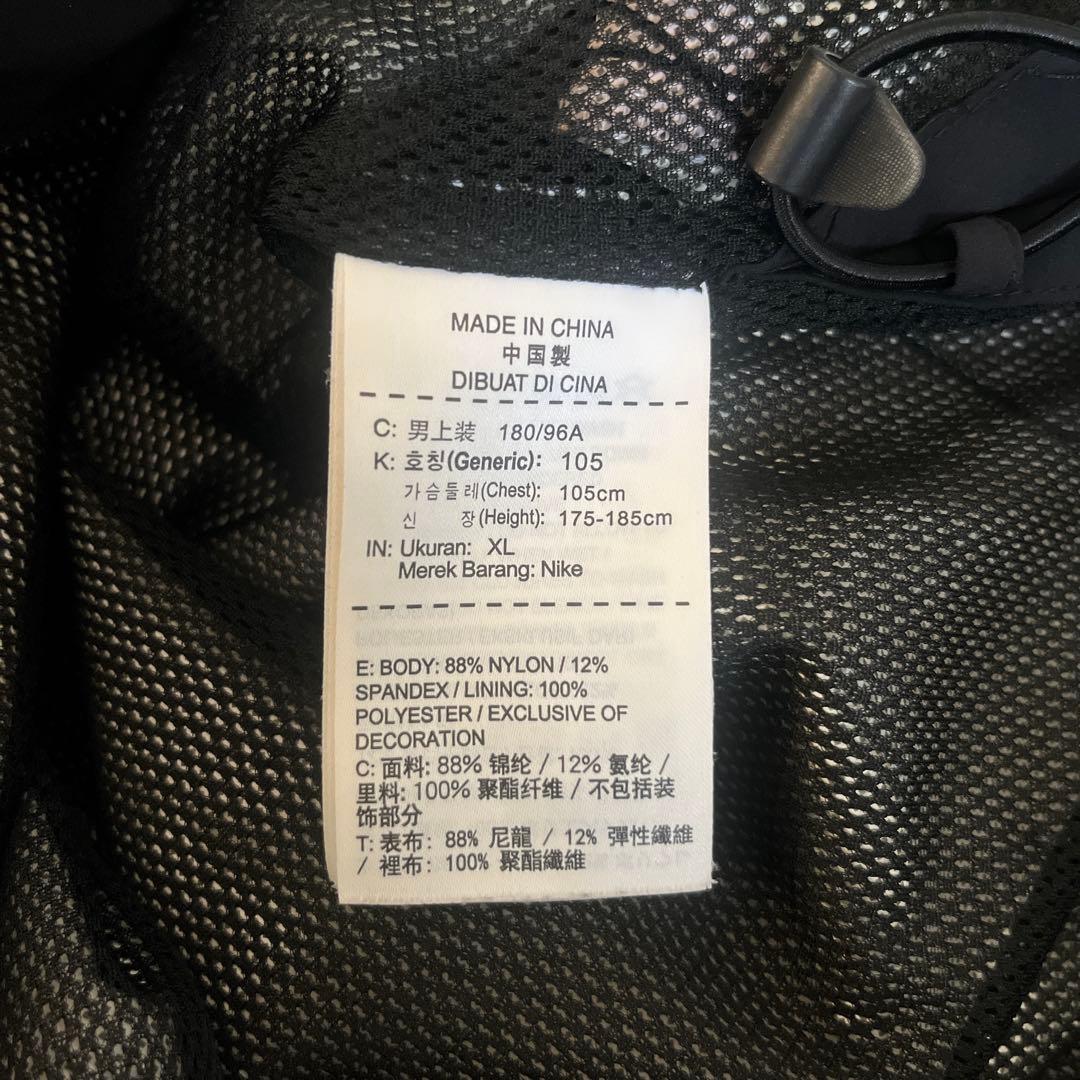 MADE IN CHINA
中国製
DIBUAT DI CINA
C: 男上装 180/96A
K: 호칭(Generic): 105
가슴둘레(Chest): 105cm
신 장(Height): 175-185cm
IN: Ukuran: XL
Merek Barang: Nike
E: BODY: 88% NYLON / 12%
SPANDEX / LINING: 100%
POLYESTER / EXCLUSIVE OF
DECORATION
C: 面料: 88% 锦纶 / 12% 氨纶 /
里料: 100% 聚酯纤维 / 不包括装
饰部分
T: 表布: 88% 尼龍 / 12% 彈性纖維
/ 裡布: 100% 聚酯纖維